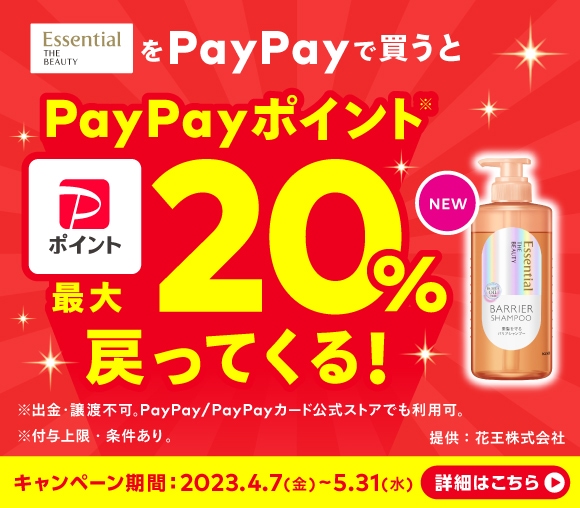 Essential
THE
BEAUTY
をPayPayで買うと
PayPayポイント※
ポイント
最大20%
戻ってくる!
NEW
Essential
THE
BEAUTY
BARRIER
SHAMPOO
※出金・譲渡不可。PayPay/PayPayカード公式ストアでも利用可。
※付与上限・条件あり。
提供：花王株式会社
キャンペーン期間：2023.4.7(金)~5.31(水)
詳細はこちら